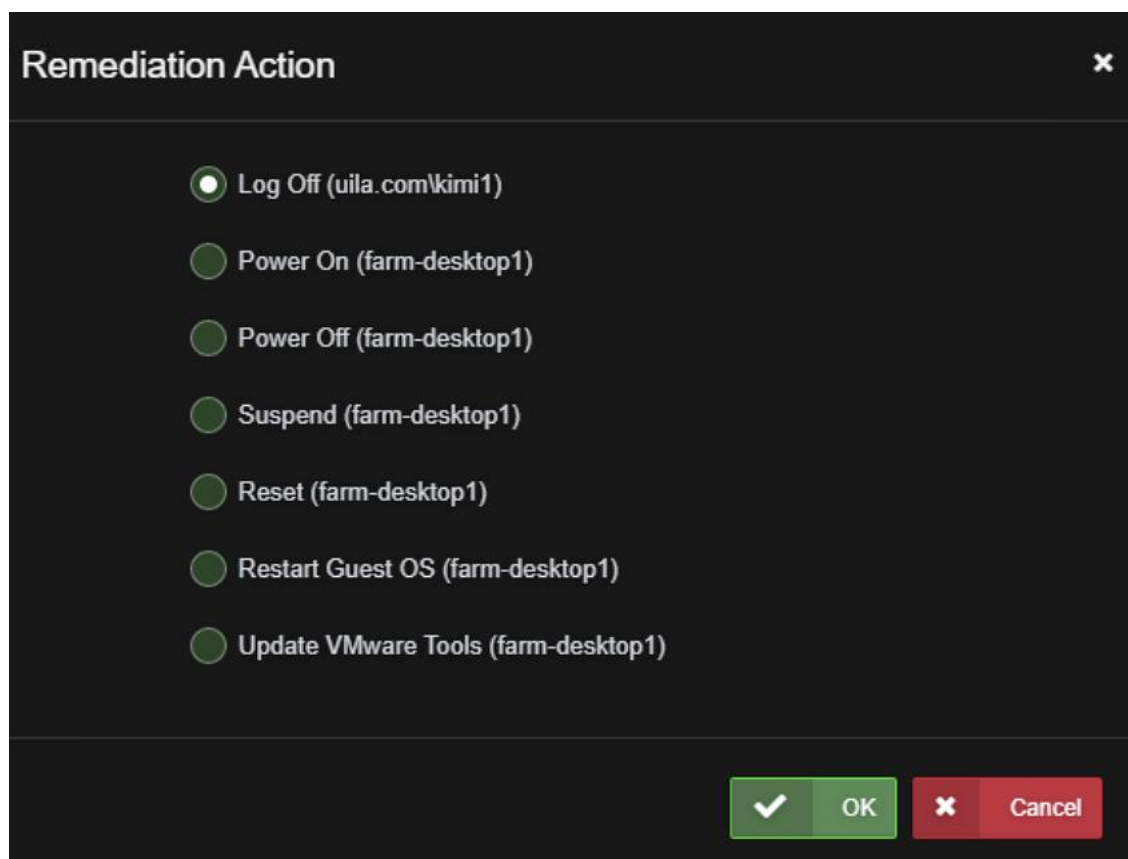 Remediation Action
Log Off (uila.com\kimi1)
Power On (farm-desktop1)
Power Off (farm-desktop1)
Suspend (farm-desktop1)
Reset (farm-desktop1)
Restart Guest OS (farm-desktop1)
Update VMware Tools (farm-desktop1)
OK Cancel